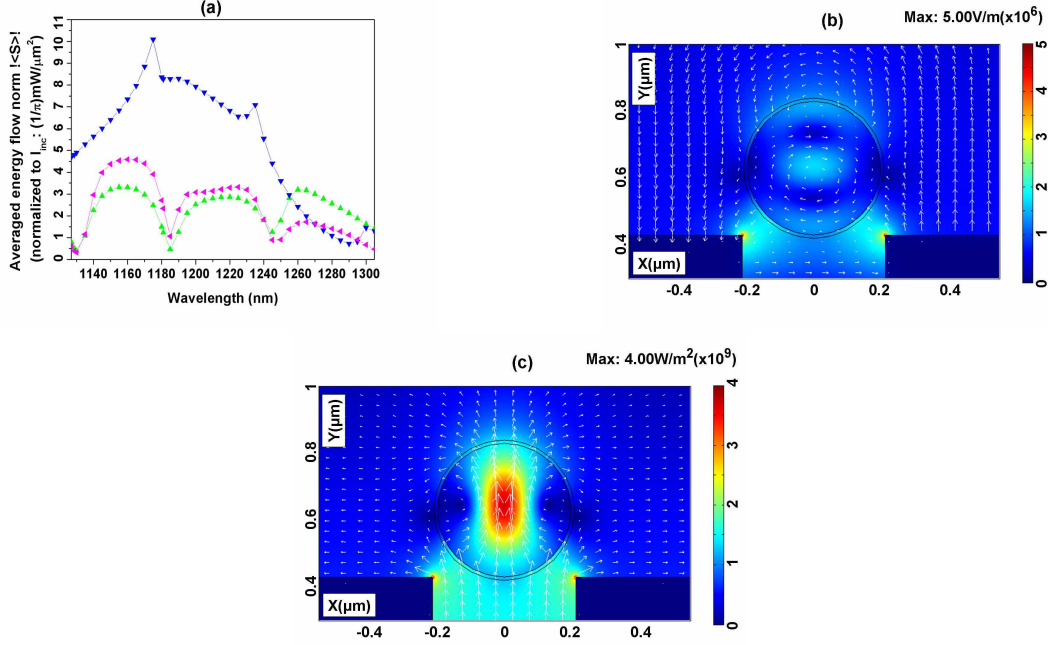 (a)
Averaged energy flow norm !<S>!
(normalized to Iinc: (1/π)mW/μm²)
11
10
9
8
7
6
5
4
3
2
1
0
1140 1160 1180 1200 1220 1240 1260 1280 1300
Wavelength (nm)
(b) Max: 5.00V/m(x10⁶)
Y(μm)
1
0.8
0.6
0.4
X(μm)
-0.4 -0.2 0 0.2 0.4
5
4
3
2
1
0
(c) Max: 4.00W/m²(x10⁹)
Y(μm)
1
0.8
0.6
0.4
X(μm)
-0.4 -0.2 0 0.2 0.4
4
3
2
1
0